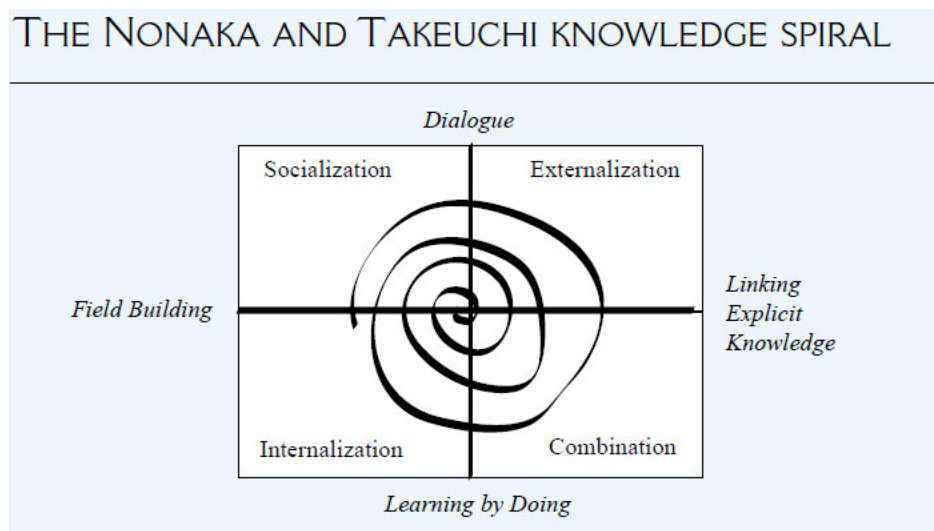 THE NONAKA AND TAKEUCHI KNOWLEDGE SPIRAL
Dialogue
Socialization
Externalization
Field Building
Linking
Explicit
Knowledge
Internalization
Combination
Learning by Doing